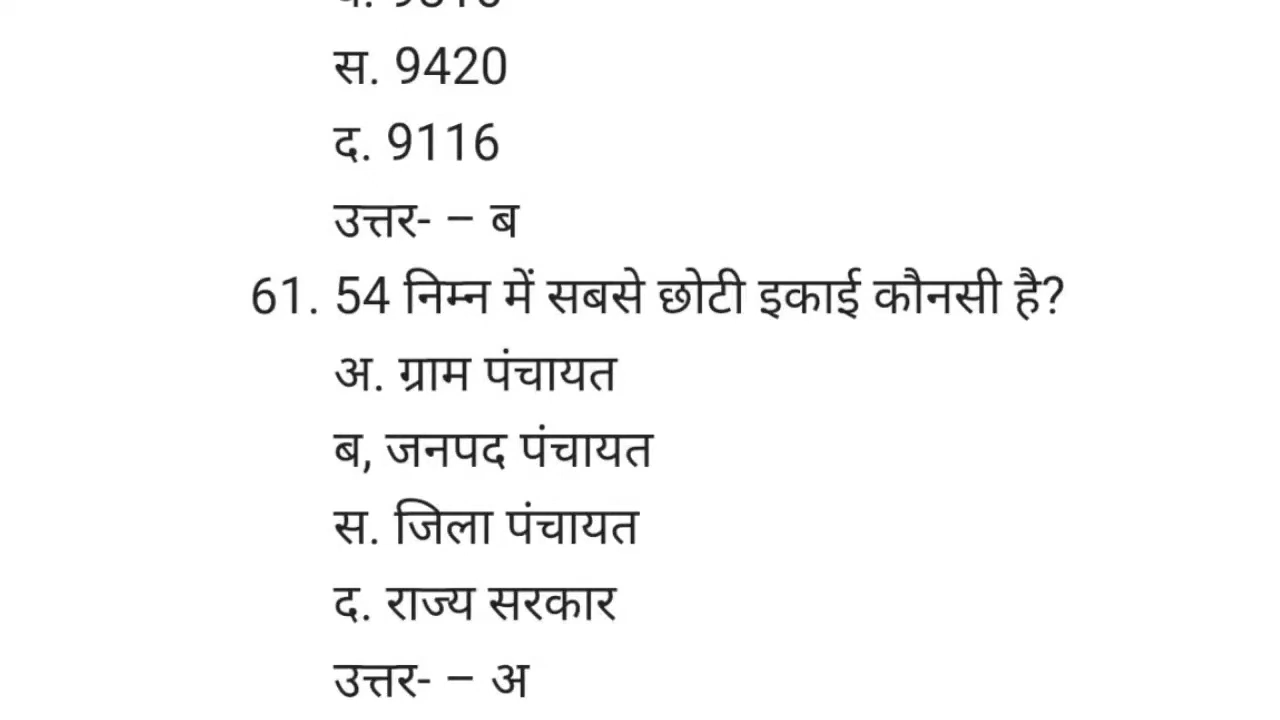 स. 9420
द. 9116
उत्तर- – ब
61. 54 निम्न में सबसे छोटी इकाई कौनसी है?
अ. ग्राम पंचायत
ब, जनपद पंचायत
स. जिला पंचायत
द. राज्य सरकार
उत्तर- – अ